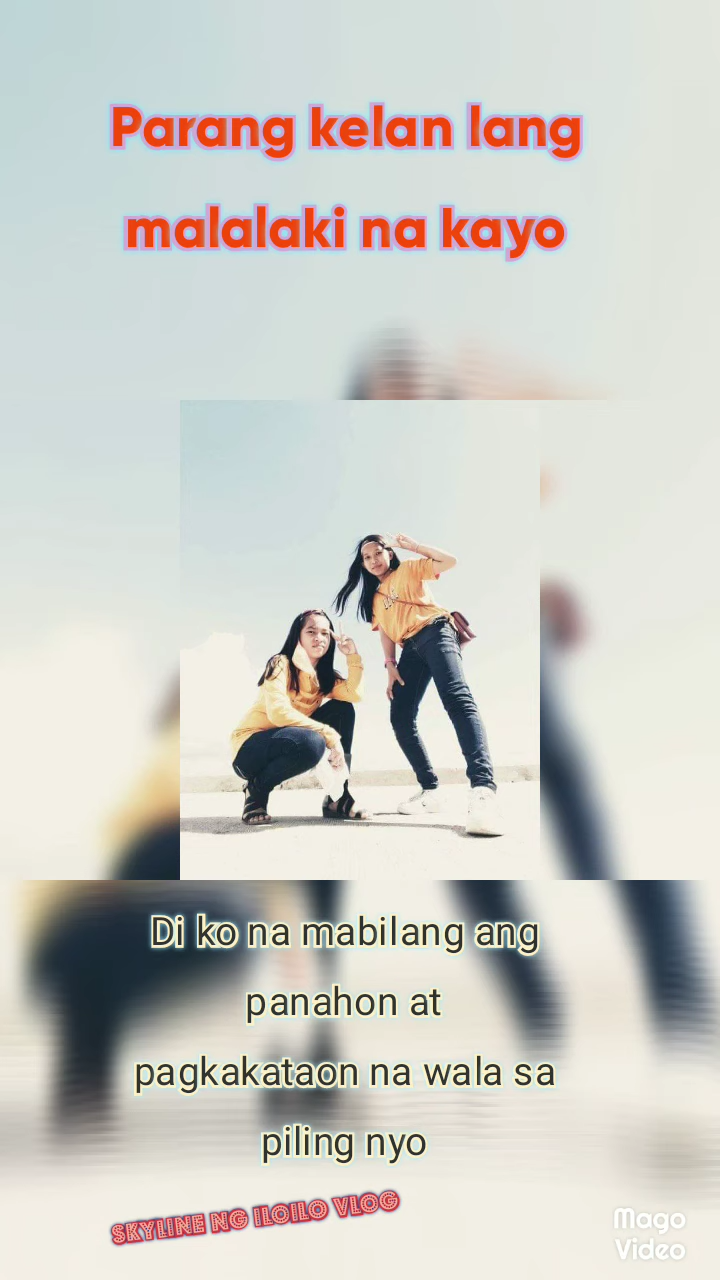 Parang kelan lang
malalaki na kayo
Di ko na mabilang ang
panahon at
pagkakataon na wala sa
piling nyo
SKYLINE NG ILOILO VLOG
Mago
Video